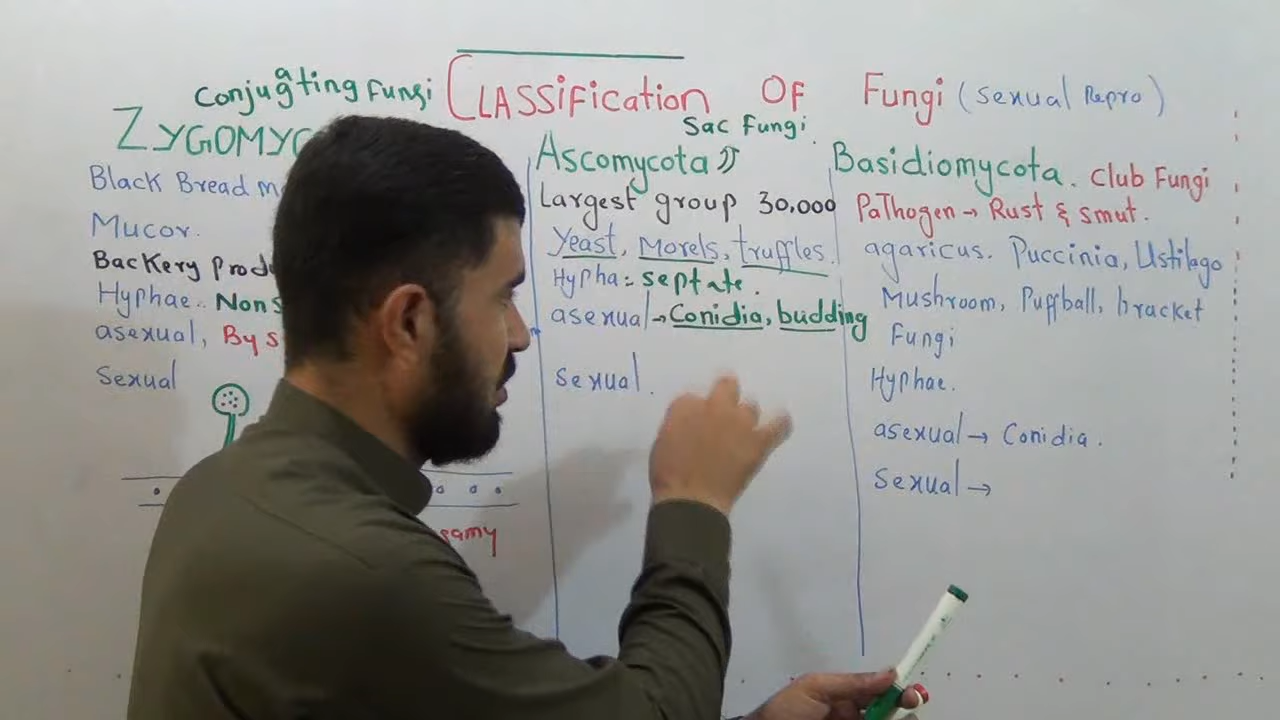 Conjugating Fungi
CLASSification OF Fungi (Sexual Repro)
ZYGOMYC
Black Bread M
Mucor.
Backery Prod
Hyphae.. Non s
asexual, By s
Sexual
gamy
Sac Fungi.
Ascomycota
Largest group 30,000
Yeast, Morels, truffles.
Hypha: septate.
asexual → Conidia, budding
Sexual.
Basidiomycota. Club Fungi
Pathogen → Rust & smut.
agaricus. Puccinia, Ustilago
Mushroom, Puffball, bracket
Fungi
Hyphae.
asexual → Conidia.
Sexual →